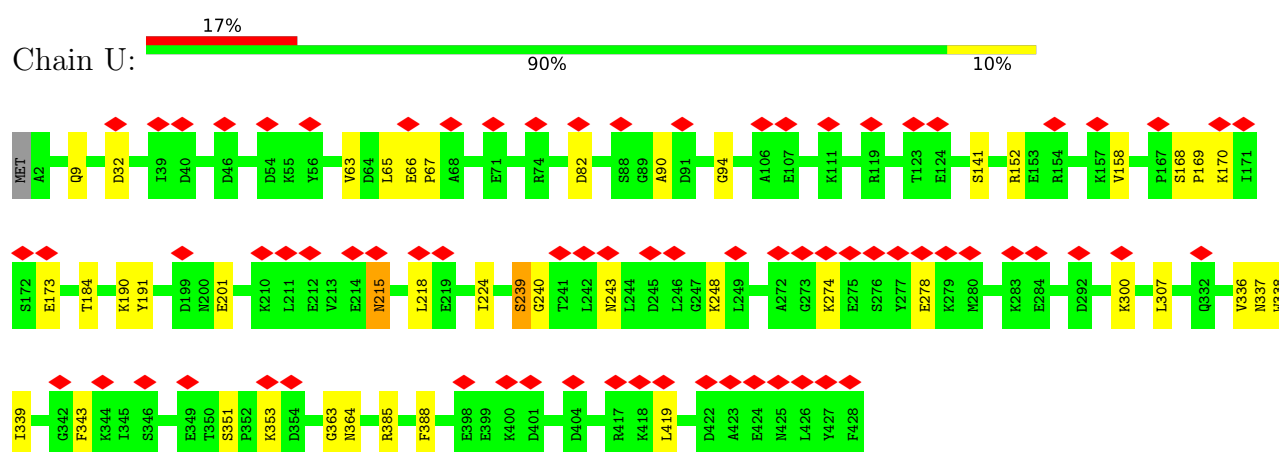 17%
Chain U:
90% 10%
MET A2 Q9 D32 I39 D40 D46 D54 K55 Y56 V63 D64 L65 E66 P67 A68 E71 R74 D82 S88 G89 A90 D91 G94 A106 E107 K111 R119 T123 E124 S141 R152 E153 R154 K157 V158 P167 S168 P169 K170 I171
S172 E173 T184 K190 Y191 D199 N200 E201 K210 L211 E212 V213 E214 N215 L218 E219 I224 S239 G240 T241 L242 N243 L244 D245 L246 G247 K248 L249 A272 G273 K274 E275 S276 Y277 E278 K279 M280 K283 E284 D292 K300 L307 Q332 V336 N337 W338
I339 G342 F343 K344 I345 S346 E349 T350 S351 P352 K353 D354 G363 N364 R385 F388 E398 E399 K400 D401 D404 R417 K418 L419 D422 A423 E424 N425 L426 Y427 F428